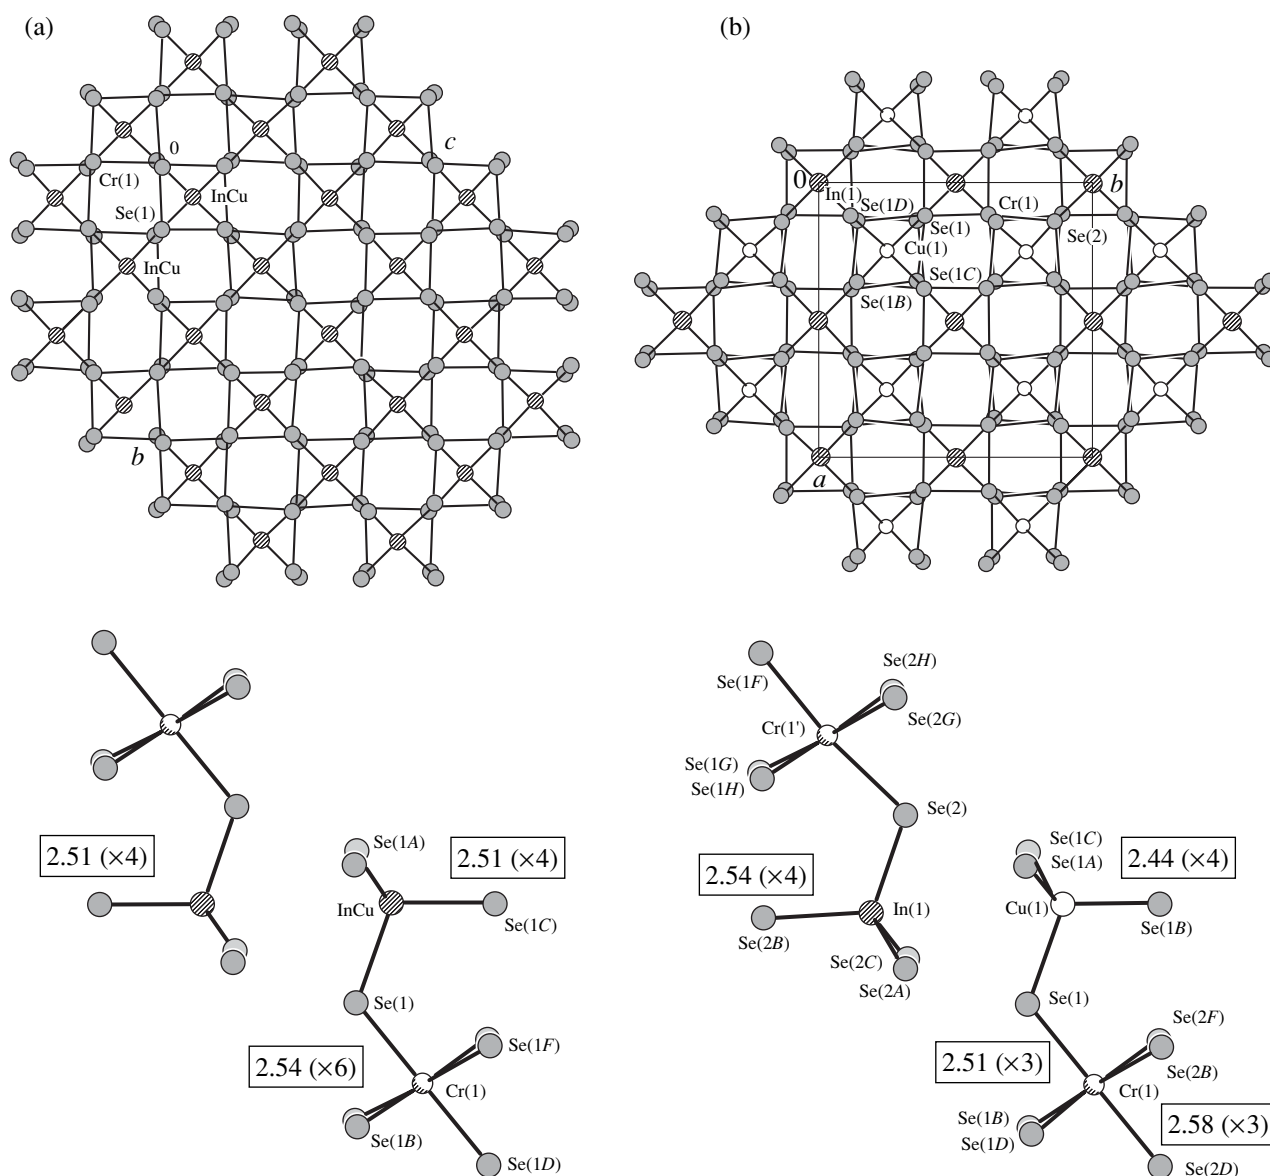 (a)
0
c
Cr(1)
InCu
Se(1)
InCu
b
(b)
0
b
In(1)
Se(1D)
Cr(1)
Se(1)
Se(2)
Cu(1)
Se(1C)
Se(1B)
a
2.51 (×4)
Se(1A)
2.51 (×4)
InCu
Se(1C)
Se(1)
2.54 (×6)
Se(1F)
Cr(1)
Se(1B)
Se(1D)
Se(1F)
Se(2H)
Cr(1')
Se(2G)
Se(1G)
Se(1H)
Se(2)
2.54 (×4)
Se(1C)
Se(1A)
2.44 (×4)
In(1)
Cu(1)
Se(2B)
Se(1B)
Se(2C)
Se(2A)
Se(1)
Se(2F)
2.51 (×3)
Se(2B)
Cr(1)
Se(1B)
Se(1D)
2.58 (×3)
Se(2D)